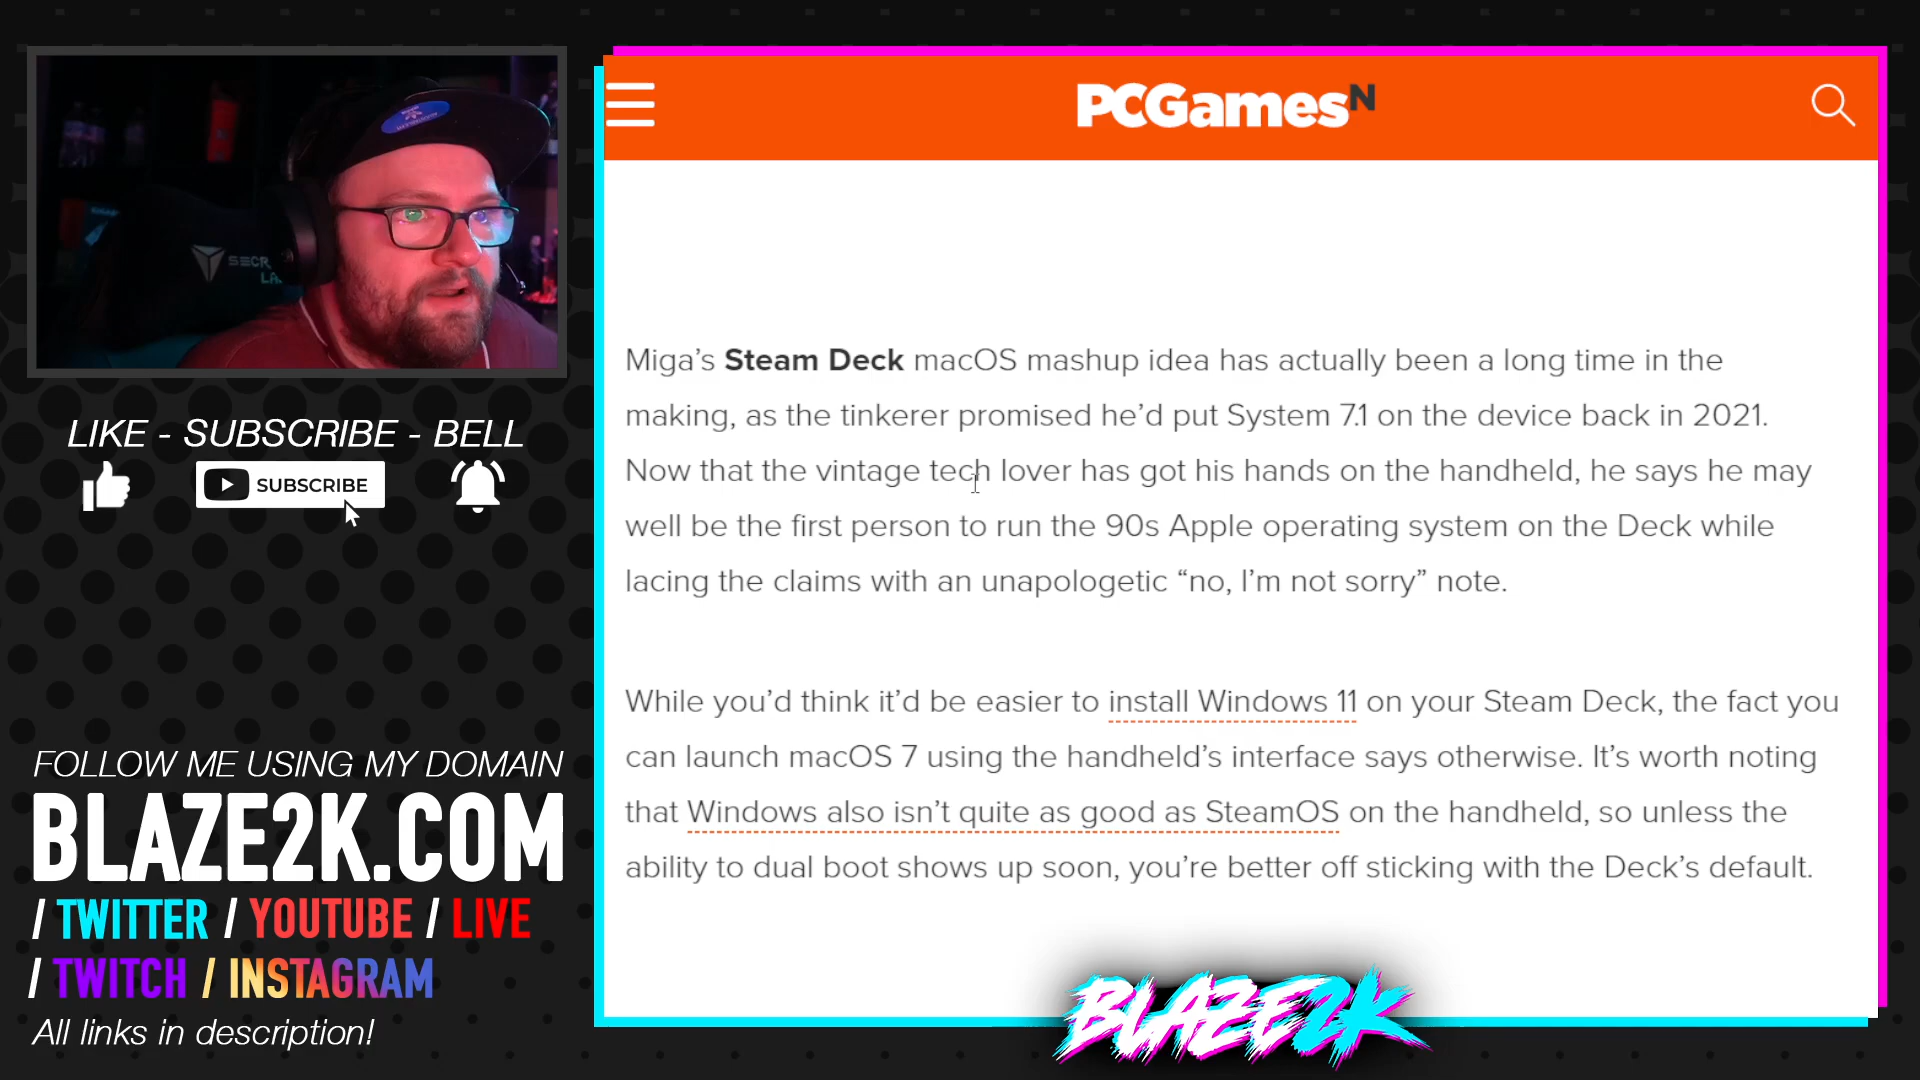 SECR
LA
LIKE - SUBSCRIBE - BELL
SUBSCRIBE
FOLLOW ME USING MY DOMAIN
BLAZE2K.COM
/ TWITTER / YOUTUBE / LIVE
/ TWITCH / INSTAGRAM
All links in description!
PCGamesN
Miga’s Steam Deck macOS mashup idea has actually been a long time in the
making, as the tinkerer promised he’d put System 7.1 on the device back in 2021.
Now that the vintage tech lover has got his hands on the handheld, he says he may
well be the first person to run the 90s Apple operating system on the Deck while
lacing the claims with an unapologetic “no, I’m not sorry” note.
While you’d think it’d be easier to install Windows 11 on your Steam Deck, the fact you
can launch macOS 7 using the handheld’s interface says otherwise. It’s worth noting
that Windows also isn’t quite as good as SteamOS on the handheld, so unless the
ability to dual boot shows up soon, you’re better off sticking with the Deck’s default.
BLAZE2K